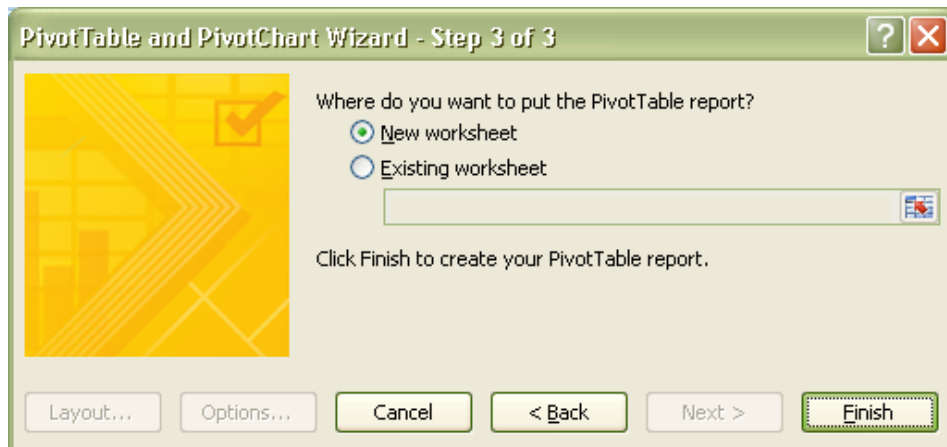 PivotTable and PivotChart Wizard - Step 3 of 3
?
Where do you want to put the PivotTable report?
New worksheet
Existing worksheet
Click Finish to create your PivotTable report.
Layout... Options... Cancel < Back Next > Finish